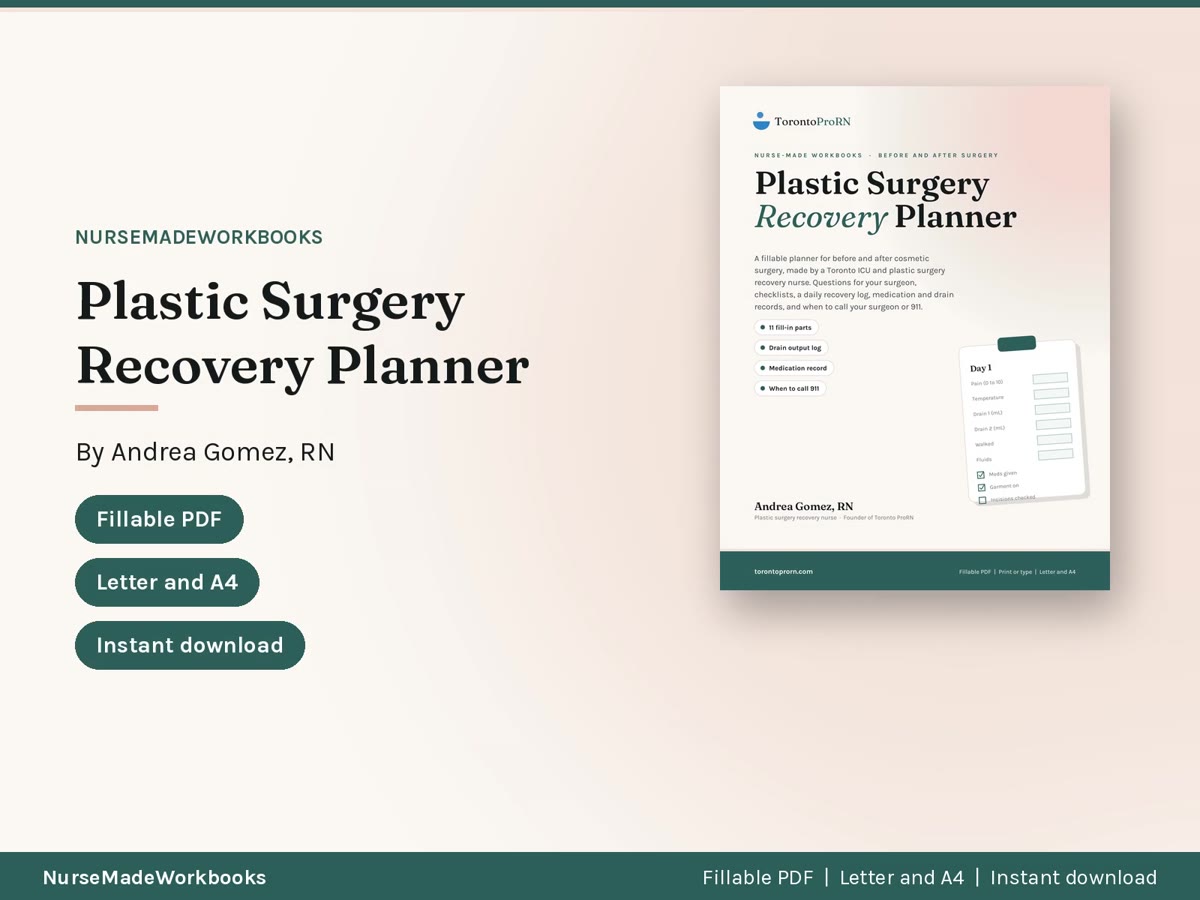 NURSEMADEWORKBOOKS
Plastic Surgery
Recovery Planner
By Andrea Gomez, RN
Fillable PDF
Letter and A4
Instant download
TorontoProRN
NURSE-MADE WORKBOOKS · BEFORE AND AFTER SURGERY
Plastic Surgery
Recovery Planner
A fillable planner for before and after cosmetic
surgery, made by a Toronto ICU and plastic surgery
recovery nurse. Questions for your surgeon,
checklists, a daily recovery log, medication and drain
records, and when to call your surgeon or 911.
11 fill-in parts
Drain output log
Medication record
When to call 911
Day 1
Pain (0 to 10)
Temperature
Drain 1 (mL)
Drain 2 (mL)
Walked
Fluids
Meds given
Garment on
Incisions checked
Andrea Gomez, RN
Plastic surgery recovery nurse · Founder of Toronto ProRN
torontoprorn.com
Fillable PDF | Print or type | Letter and A4
NurseMadeWorkbooks
Fillable PDF | Letter and A4 | Instant download